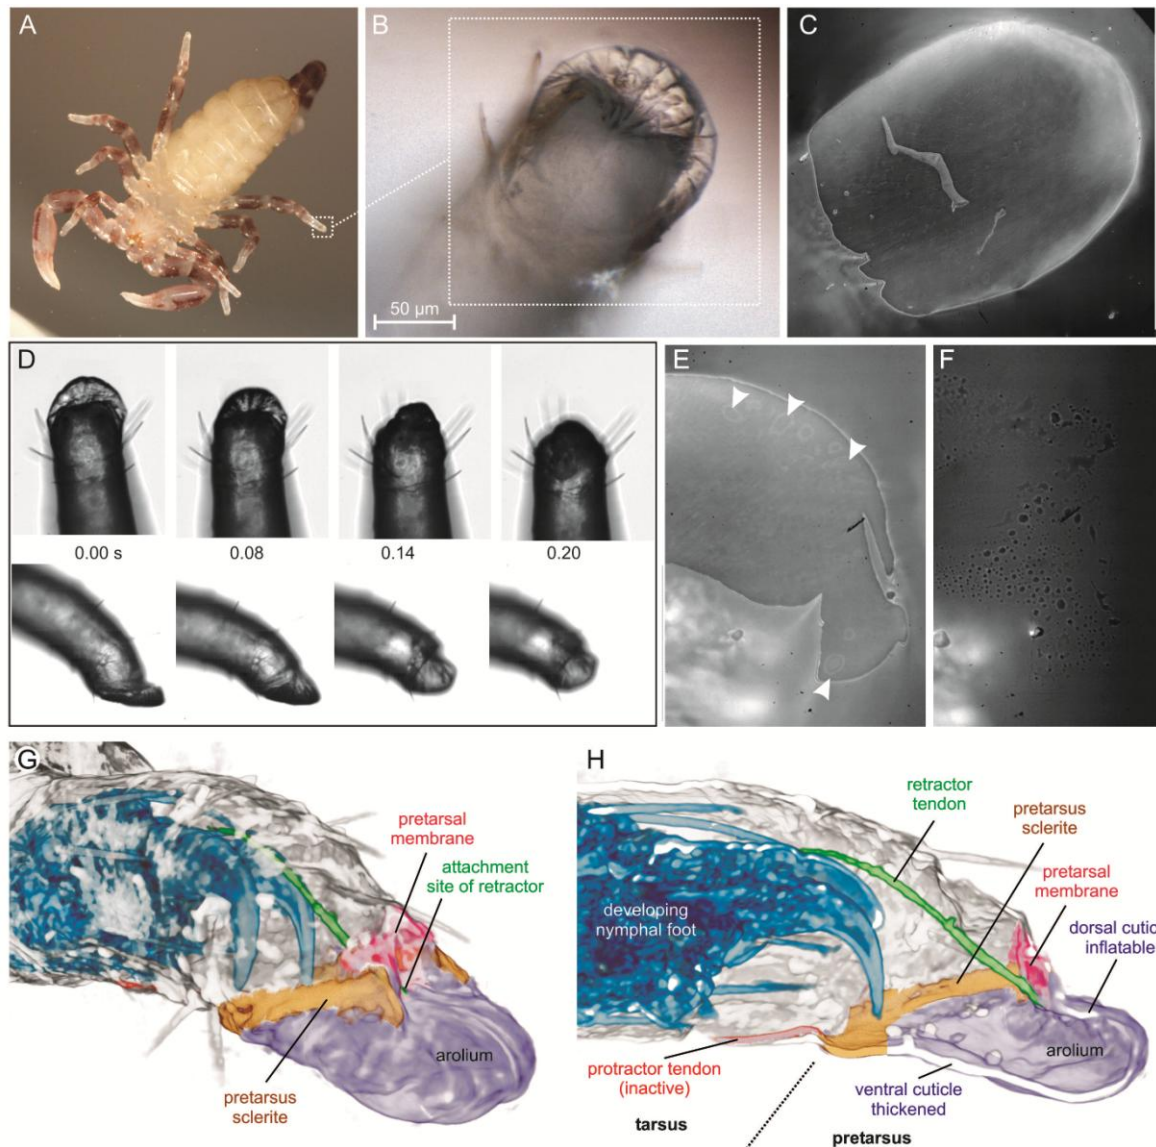 A
B
C
50 µm
D
E
F
0.00 s
0.08
0.14
0.20
G
pretarsal
membrane
attachment
site of retractor
arolium
pretarsus
sclerite
H
retractor
tendon
pretarsus
sclerite
pretarsal
membrane
developing
nymphal foot
dorsal cutic
inflatable
arolium
protractor tendon
(inactive)
ventral cuticle
thickened
tarsus
pretarsus